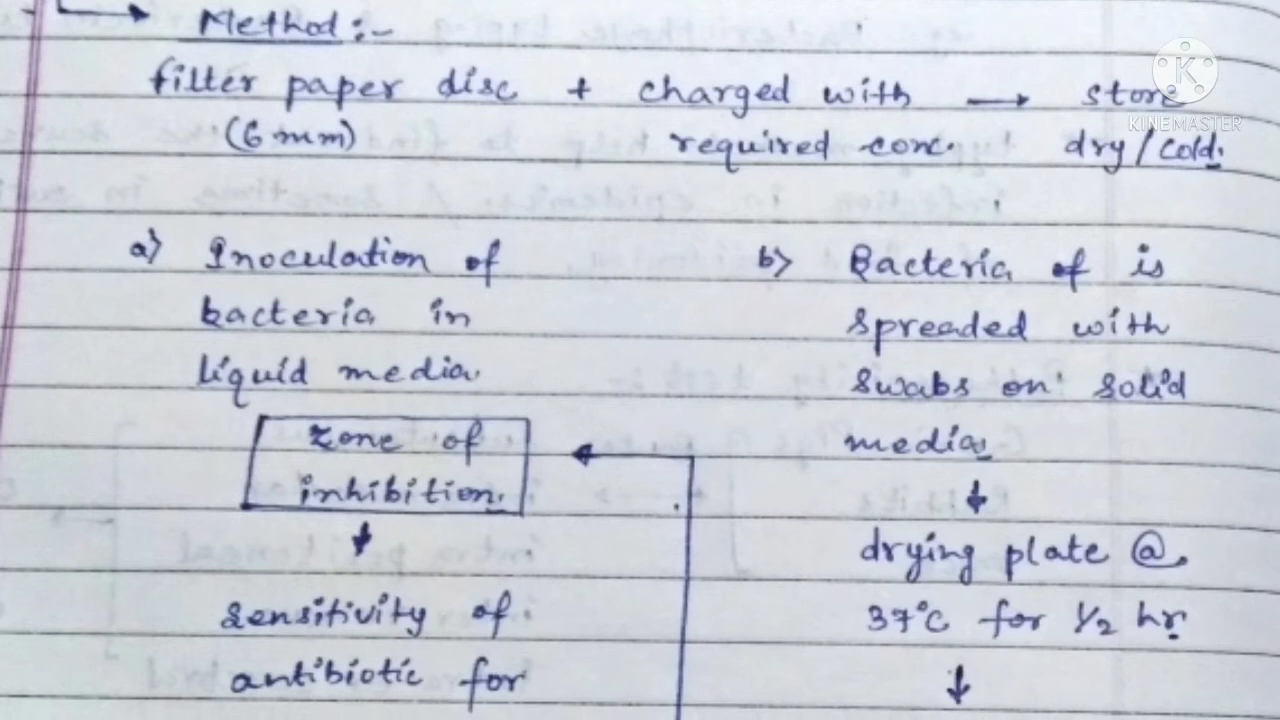 Method :-
filter paper disc + charged with → store
(6 mm) required conc. dry / cold.
KINEMASTER
a) Inoculation of
bacteria in
liquid media
b) Bacteria of is
spreaded with
swabs on solid
media
↓
drying plate @
37°C for 1/2 hr
↓
zone of
inhibition.
↓
sensitivity of
antibiotic for